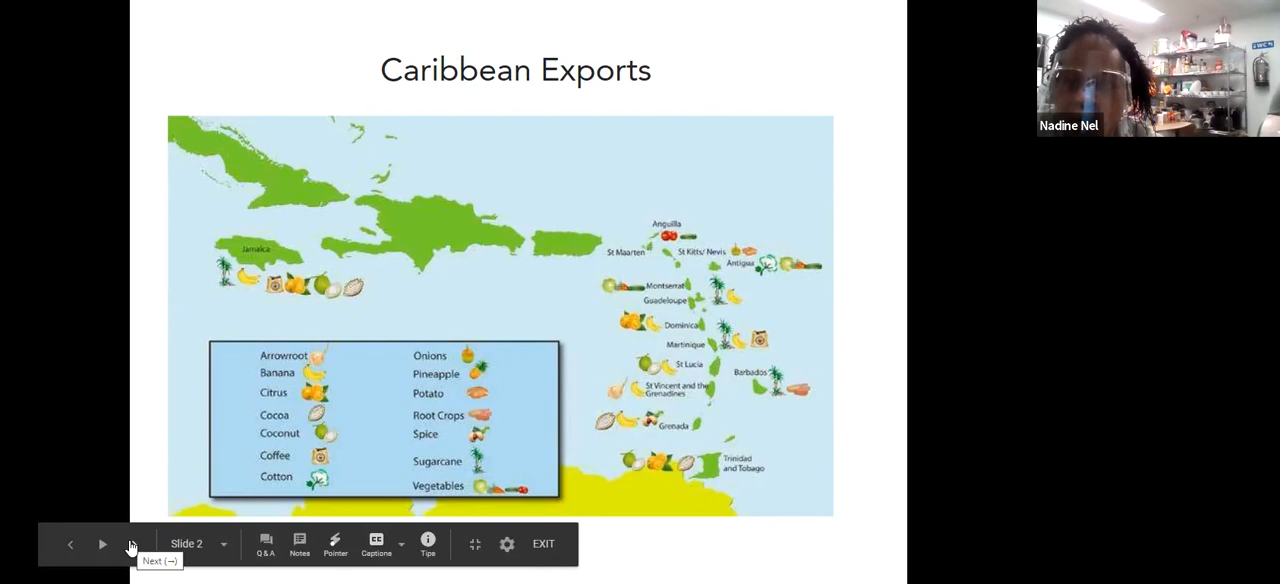 Caribbean Exports
Nadine Nel
WC
Anguilla
St Maarten
St Kitts/ Nevis
Antigua
Jamaica
Montserrat
Guadeloupe
Dominica
Martinique
St Lucia
Barbados
St Vincent and the
Grenadines
Grenada
Trinidad
and Tobago
Arrowroot
Banana
Citrus
Cocoa
Coconut
Coffee
Cotton
Onions
Pineapple
Potato
Root Crops
Spice
Sugarcane
Vegetables
Slide 2
Q & A
Notes
Pointer
CC
Captions
Tips
EXIT
Next (→)